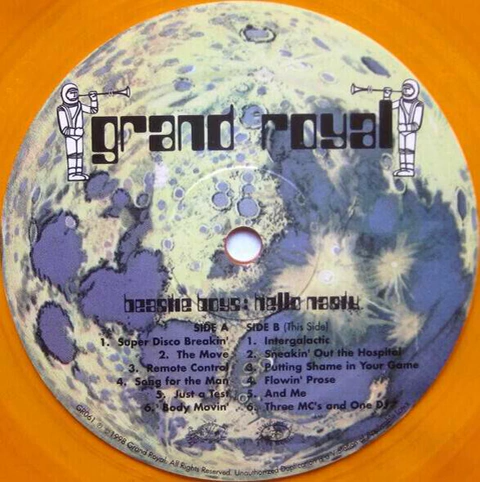 grand royal
beastie boys: hello nasty
SIDE A
1. Super Disco Breakin'
2. The Move
3. Remote Control
4. Song for the Man
5. Just a Test
6. Body Movin'
SIDE B (This Side)
1. Intergalactic
2. Sneakin' Out the Hospital
3. Putting Shame in Your Game
4. Flowin' Prose
5. And Me
6. Three MC's and One DJ
GR061 ℗ © 1998 Grand Royal. All Rights Reserved. Unauthorized Duplication